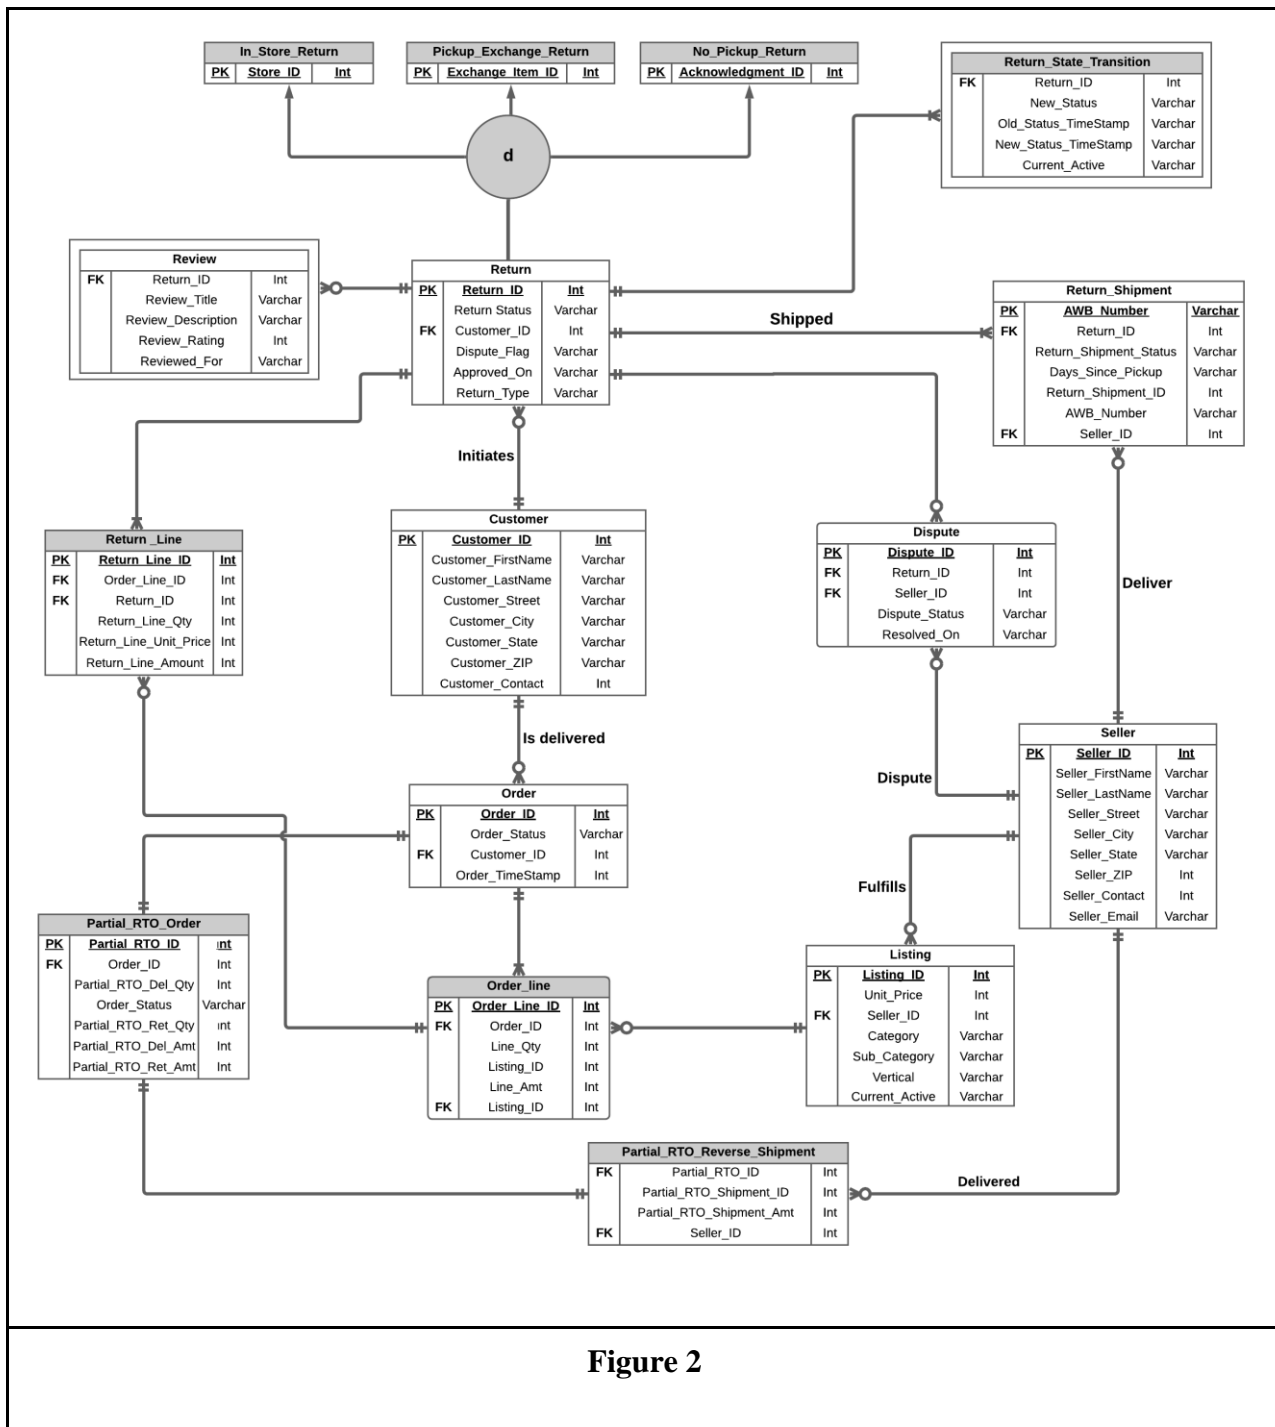 In_Store_Return
PK Store_ID Int
Pickup_Exchange_Return
PK Exchange_Item_ID Int
No_Pickup_Return
PK Acknowledgment_ID Int
Return_State_Transition
FK Return_ID Int
New_Status Varchar
Old_Status_TimeStamp Varchar
New_Status_TimeStamp Varchar
Current_Active Varchar
d
Review
FK Return_ID Int
Review_Title Varchar
Review_Description Varchar
Review_Rating Int
Reviewed_For Varchar
Return
PK Return_ID Int
Return Status Varchar
FK Customer_ID Int
Dispute_Flag Varchar
Approved_On Varchar
Return_Type Varchar
Shipped
Return_Shipment
PK AWB_Number Varchar
FK Return_ID Int
Return_Shipment_Status Varchar
Days_Since_Pickup Varchar
Return_Shipment_ID Int
AWB_Number Varchar
FK Seller_ID Int
Initiates
Return _Line
PK Return_Line_ID Int
FK Order_Line_ID Int
FK Return_ID Int
Return_Line_Qty Int
Return_Line_Unit_Price Int
Return_Line_Amount Int
Customer
PK Customer_ID Int
Customer_FirstName Varchar
Customer_LastName Varchar
Customer_Street Varchar
Customer_City Varchar
Customer_State Varchar
Customer_ZIP Varchar
Customer_Contact Int
Dispute
PK Dispute_ID Int
FK Return_ID Int
FK Seller_ID Int
Dispute_Status Varchar
Resolved_On Varchar
Deliver
Is delivered
Dispute
Seller
PK Seller_ID Int
Seller_FirstName Varchar
Seller_LastName Varchar
Seller_Street Varchar
Seller_City Varchar
Seller_State Varchar
Seller_ZIP Int
Seller_Contact Int
Seller_Email Varchar
Order
PK Order_ID Int
Order_Status Varchar
FK Customer_ID Int
Order_TimeStamp Int
Fulfills
Partial_RTO_Order
PK Partial_RTO_ID Int
FK Order_ID Int
Partial_RTO_Del_Qty Int
Order_Status Varchar
Partial_RTO_Ret_Qty Int
Partial_RTO_Del_Amt Int
Partial_RTO_Ret_Amt Int
Order_line
PK Order_Line_ID Int
FK Order_ID Int
Line_Qty Int
Listing_ID Int
Line_Amt Int
FK Listing_ID Int
Listing
PK Listing_ID Int
Unit_Price Int
FK Seller_ID Int
Category Varchar
Sub_Category Varchar
Vertical Varchar
Current_Active Varchar
Partial_RTO_Reverse_Shipment
FK Partial_RTO_ID Int
Partial_RTO_Shipment_ID Int
Partial_RTO_Shipment_Amt Int
FK Seller_ID Int
Delivered
Figure 2